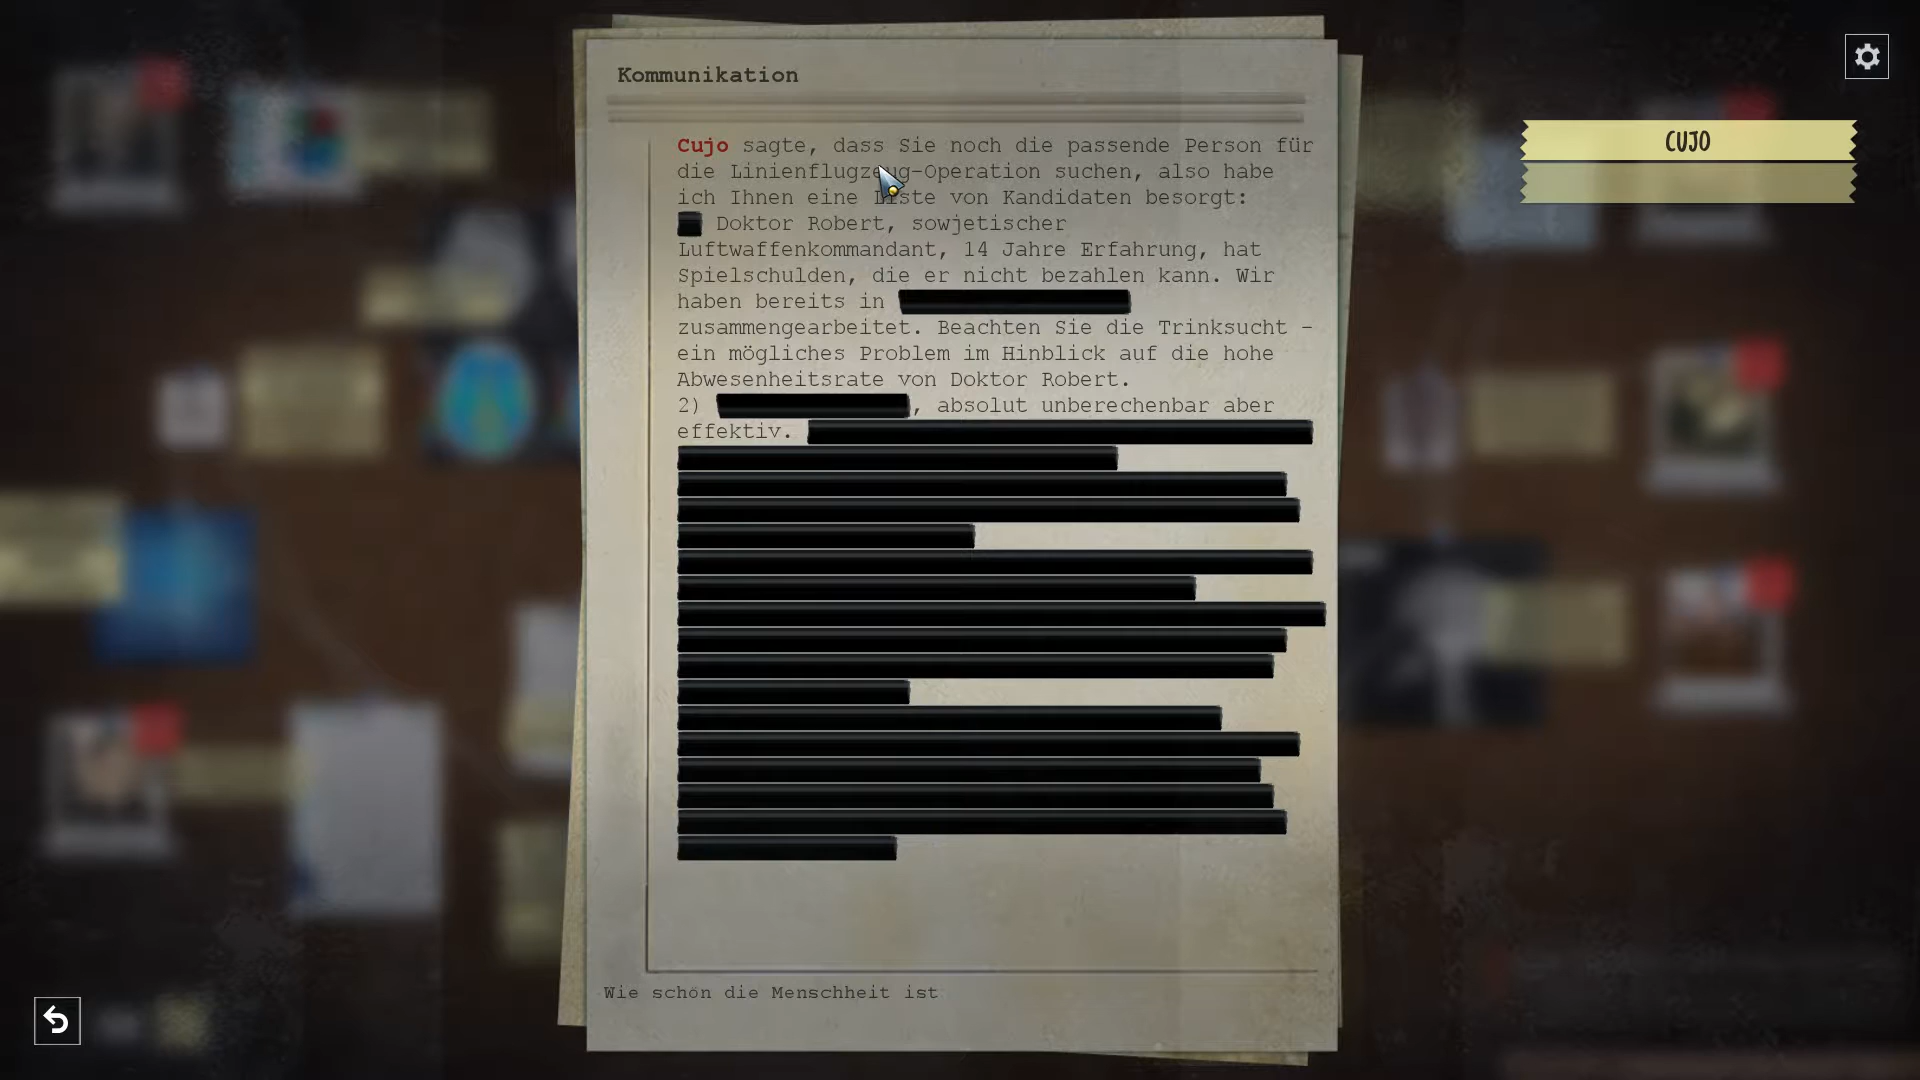 Kommunikation
CUJO
Cujo sagte, dass Sie noch die passende Person für
die Linienflugzeug-Operation suchen, also habe
ich Ihnen eine Liste von Kandidaten besorgt:
Doktor Robert, sowjetischer
Luftwaffenkommandant, 14 Jahre Erfahrung, hat
Spielschulden, die er nicht bezahlen kann. Wir
haben bereits in
zusammengearbeitet. Beachten Sie die Trinksucht –
ein mögliches Problem im Hinblick auf die hohe
Abwesenheitsrate von Doktor Robert.
2) , absolut unberechenbar aber
effektiv.
Wie schön die Menschheit ist